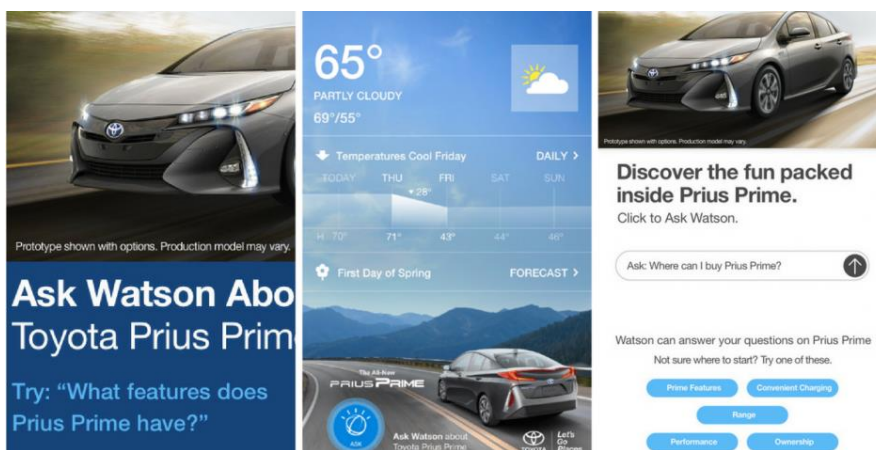 Prototype shown with options. Production model may vary.
Ask Watson Abo
Toyota Prius Prim
Try: “What features does
Prius Prime have?”
65°
PARTLY CLOUDY
69°/55°
Temperatures Cool Friday
DAILY >
TODAY THU FRI SAT SUN
28°
H 70° 71° 43° 44° 46°
First Day of Spring
FORECAST >
The All-New
PRIUS PRIME
ASK
Ask Watson about
Toyota Prius Prime
TOYOTA
Let's
Go
Places
Prototype shown with options. Production model may vary.
Discover the fun packed
inside Prius Prime.
Click to Ask Watson.
Ask: Where can I buy Prius Prime?
Watson can answer your questions on Prius Prime
Not sure where to start? Try one of these.
Prime Features
Convenient Charging
Range
Performance
Ownership